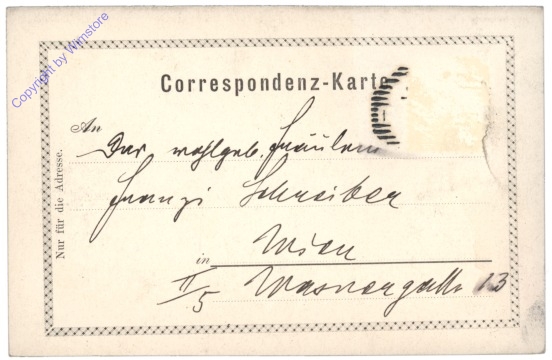 Copyright by Wimstore
Correspondenz-Karte
An
Der wohlgeb. Fräulein
Franzi Schreiber
in Wien
II/5 Wasnergasse 13
Nur für die Adresse.